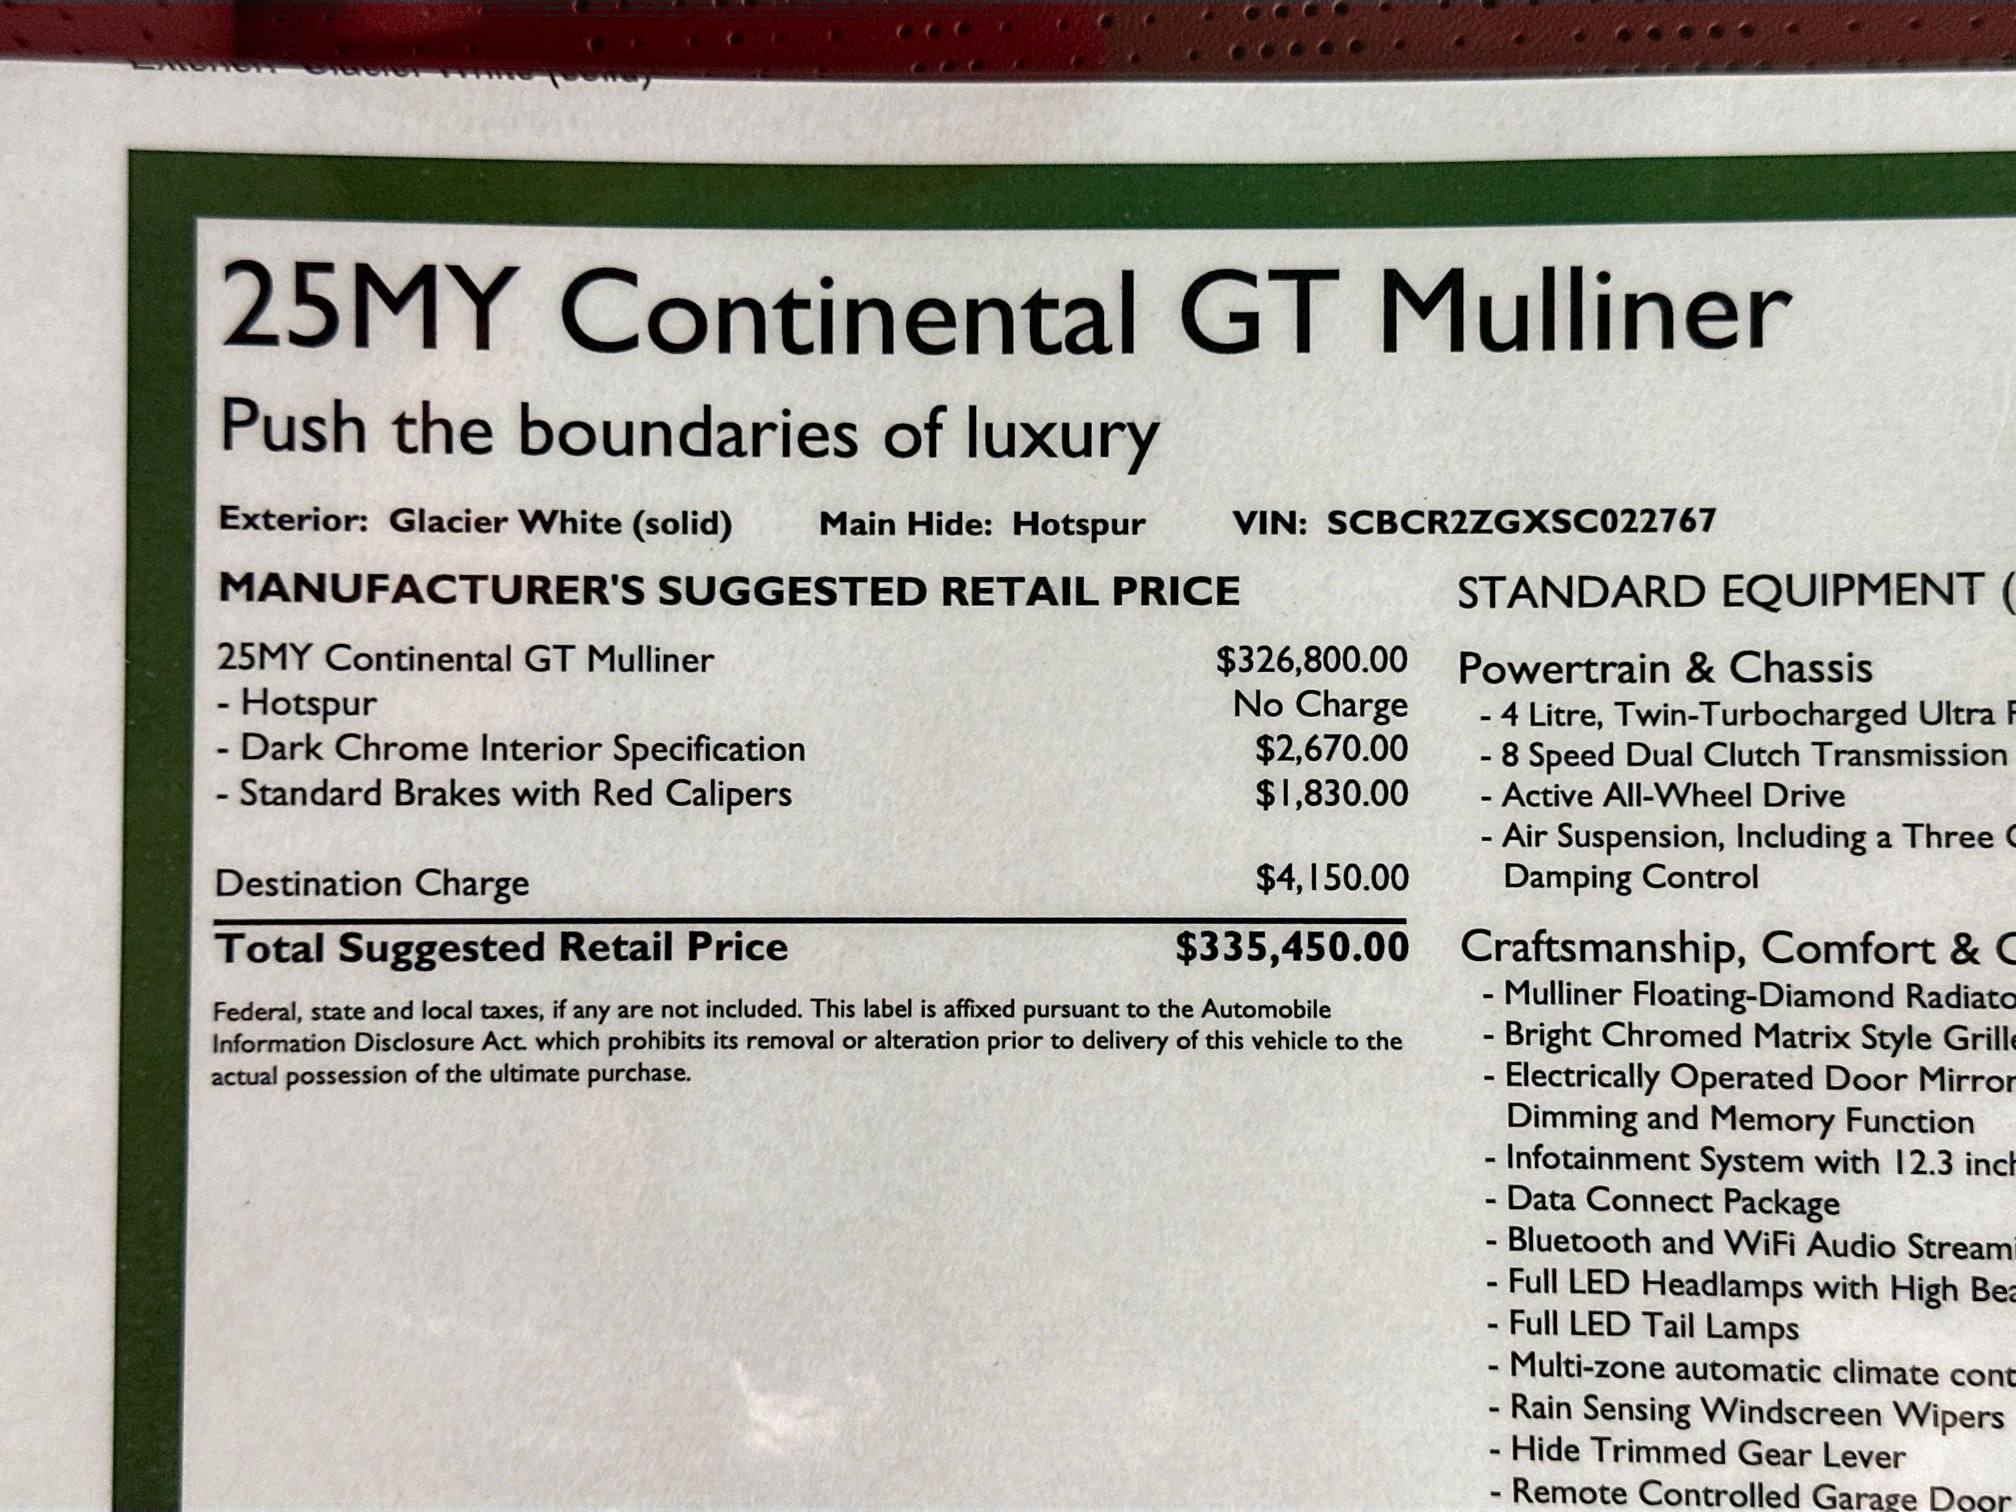 Exterior: Glacier White (solid)
25MY Continental GT Mulliner
Push the boundaries of luxury
Exterior: Glacier White (solid) Main Hide: Hotspur VIN: SCBCR2ZGXSC022767
MANUFACTURER'S SUGGESTED RETAIL PRICE
25MY Continental GT Mulliner $326,800.00
- Hotspur No Charge
- Dark Chrome Interior Specification $2,670.00
- Standard Brakes with Red Calipers $1,830.00
Destination Charge $4,150.00
Total Suggested Retail Price $335,450.00
Federal, state and local taxes, if any are not included. This label is affixed pursuant to the Automobile
Information Disclosure Act. which prohibits its removal or alteration prior to delivery of this vehicle to the
actual possession of the ultimate purchase.
STANDARD EQUIPMENT (
Powertrain & Chassis
- 4 Litre, Twin-Turbocharged Ultra
- 8 Speed Dual Clutch Transmission
- Active All-Wheel Drive
- Air Suspension, Including a Three
Damping Control
Craftsmanship, Comfort &
- Mulliner Floating-Diamond
- Bright Chromed Matrix Style Grille
- Electrically Operated Door Mirror
Dimming and Memory Function
- Infotainment System with 12.3 inch
- Data Connect Package
- Bluetooth and WiFi Audio
- Full LED Headlamps with High
- Full LED Tail Lamps
- Multi-zone automatic climate
- Rain Sensing Windscreen Wipers
- Hide Trimmed Gear Lever
- Remote Controlled Garage Door